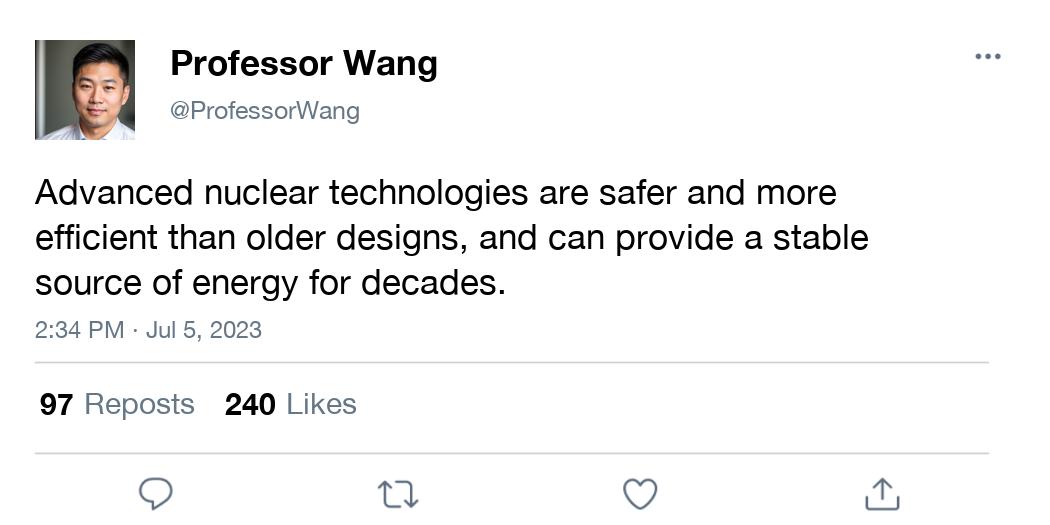 Professor Wang
@ProfessorWang
Advanced nuclear technologies are safer and more
efficient than older designs, and can provide a stable
source of energy for decades.
2:34 PM · Jul 5, 2023
97 Reposts 240 Likes